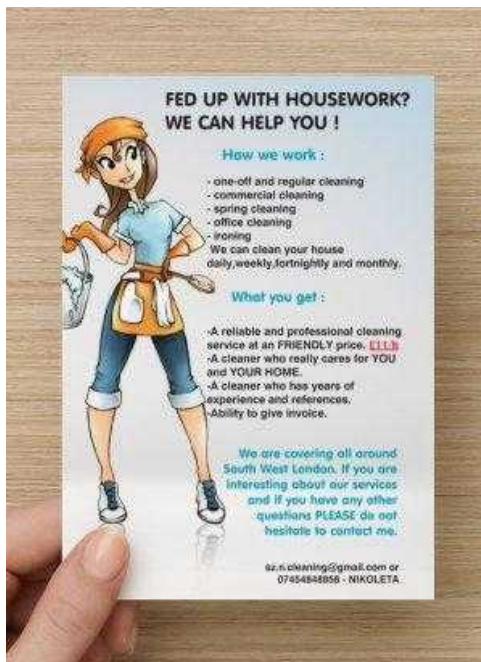 FED UP WITH HOUSEWORK?
WE CAN HELP YOU !
How we work :
- one-off and regular cleaning
- commercial cleaning
- spring cleaning
- office cleaning
- ironing
We can clean your house
daily,weekly,fortnightly and monthly.
What you get :
-A reliable and professional cleaning
service at an FRIENDLY price.
-A cleaner who really cares for YOU
and YOUR HOME.
-A cleaner who has years of
experience and references.
-Ability to give invoice.
We are covering all around
South West London. If you are
interesting about our services
and if you have any other
questions PLEASE do not
hesitate to contact me.
sz.n.cleaning@gmail.com or
- NIKOLETA